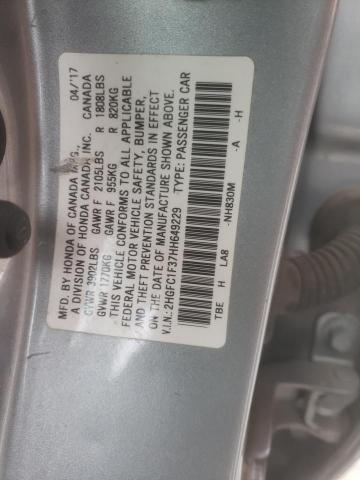 MFD. BY HONDA OF CANADA MFG., 04/'17
A DIVISION OF HONDA CANADA INC. CANADA
GVWR 3902LBS GAWR F 2105LBS R 1808LBS
GVWR 1770KG GAWR F 955KG R 820KG
THIS VEHICLE CONFORMS TO ALL APPLICABLE
FEDERAL MOTOR VEHICLE SAFETY, BUMPER,
AND THEFT PREVENTION STANDARDS IN EFFECT
ON THE DATE OF MANUFACTURE SHOWN ABOVE.
V.I.N.: 2HGFC1F37HH649229 TYPE: PASSENGER CAR
TBE H LA8 -NH830M -A -H